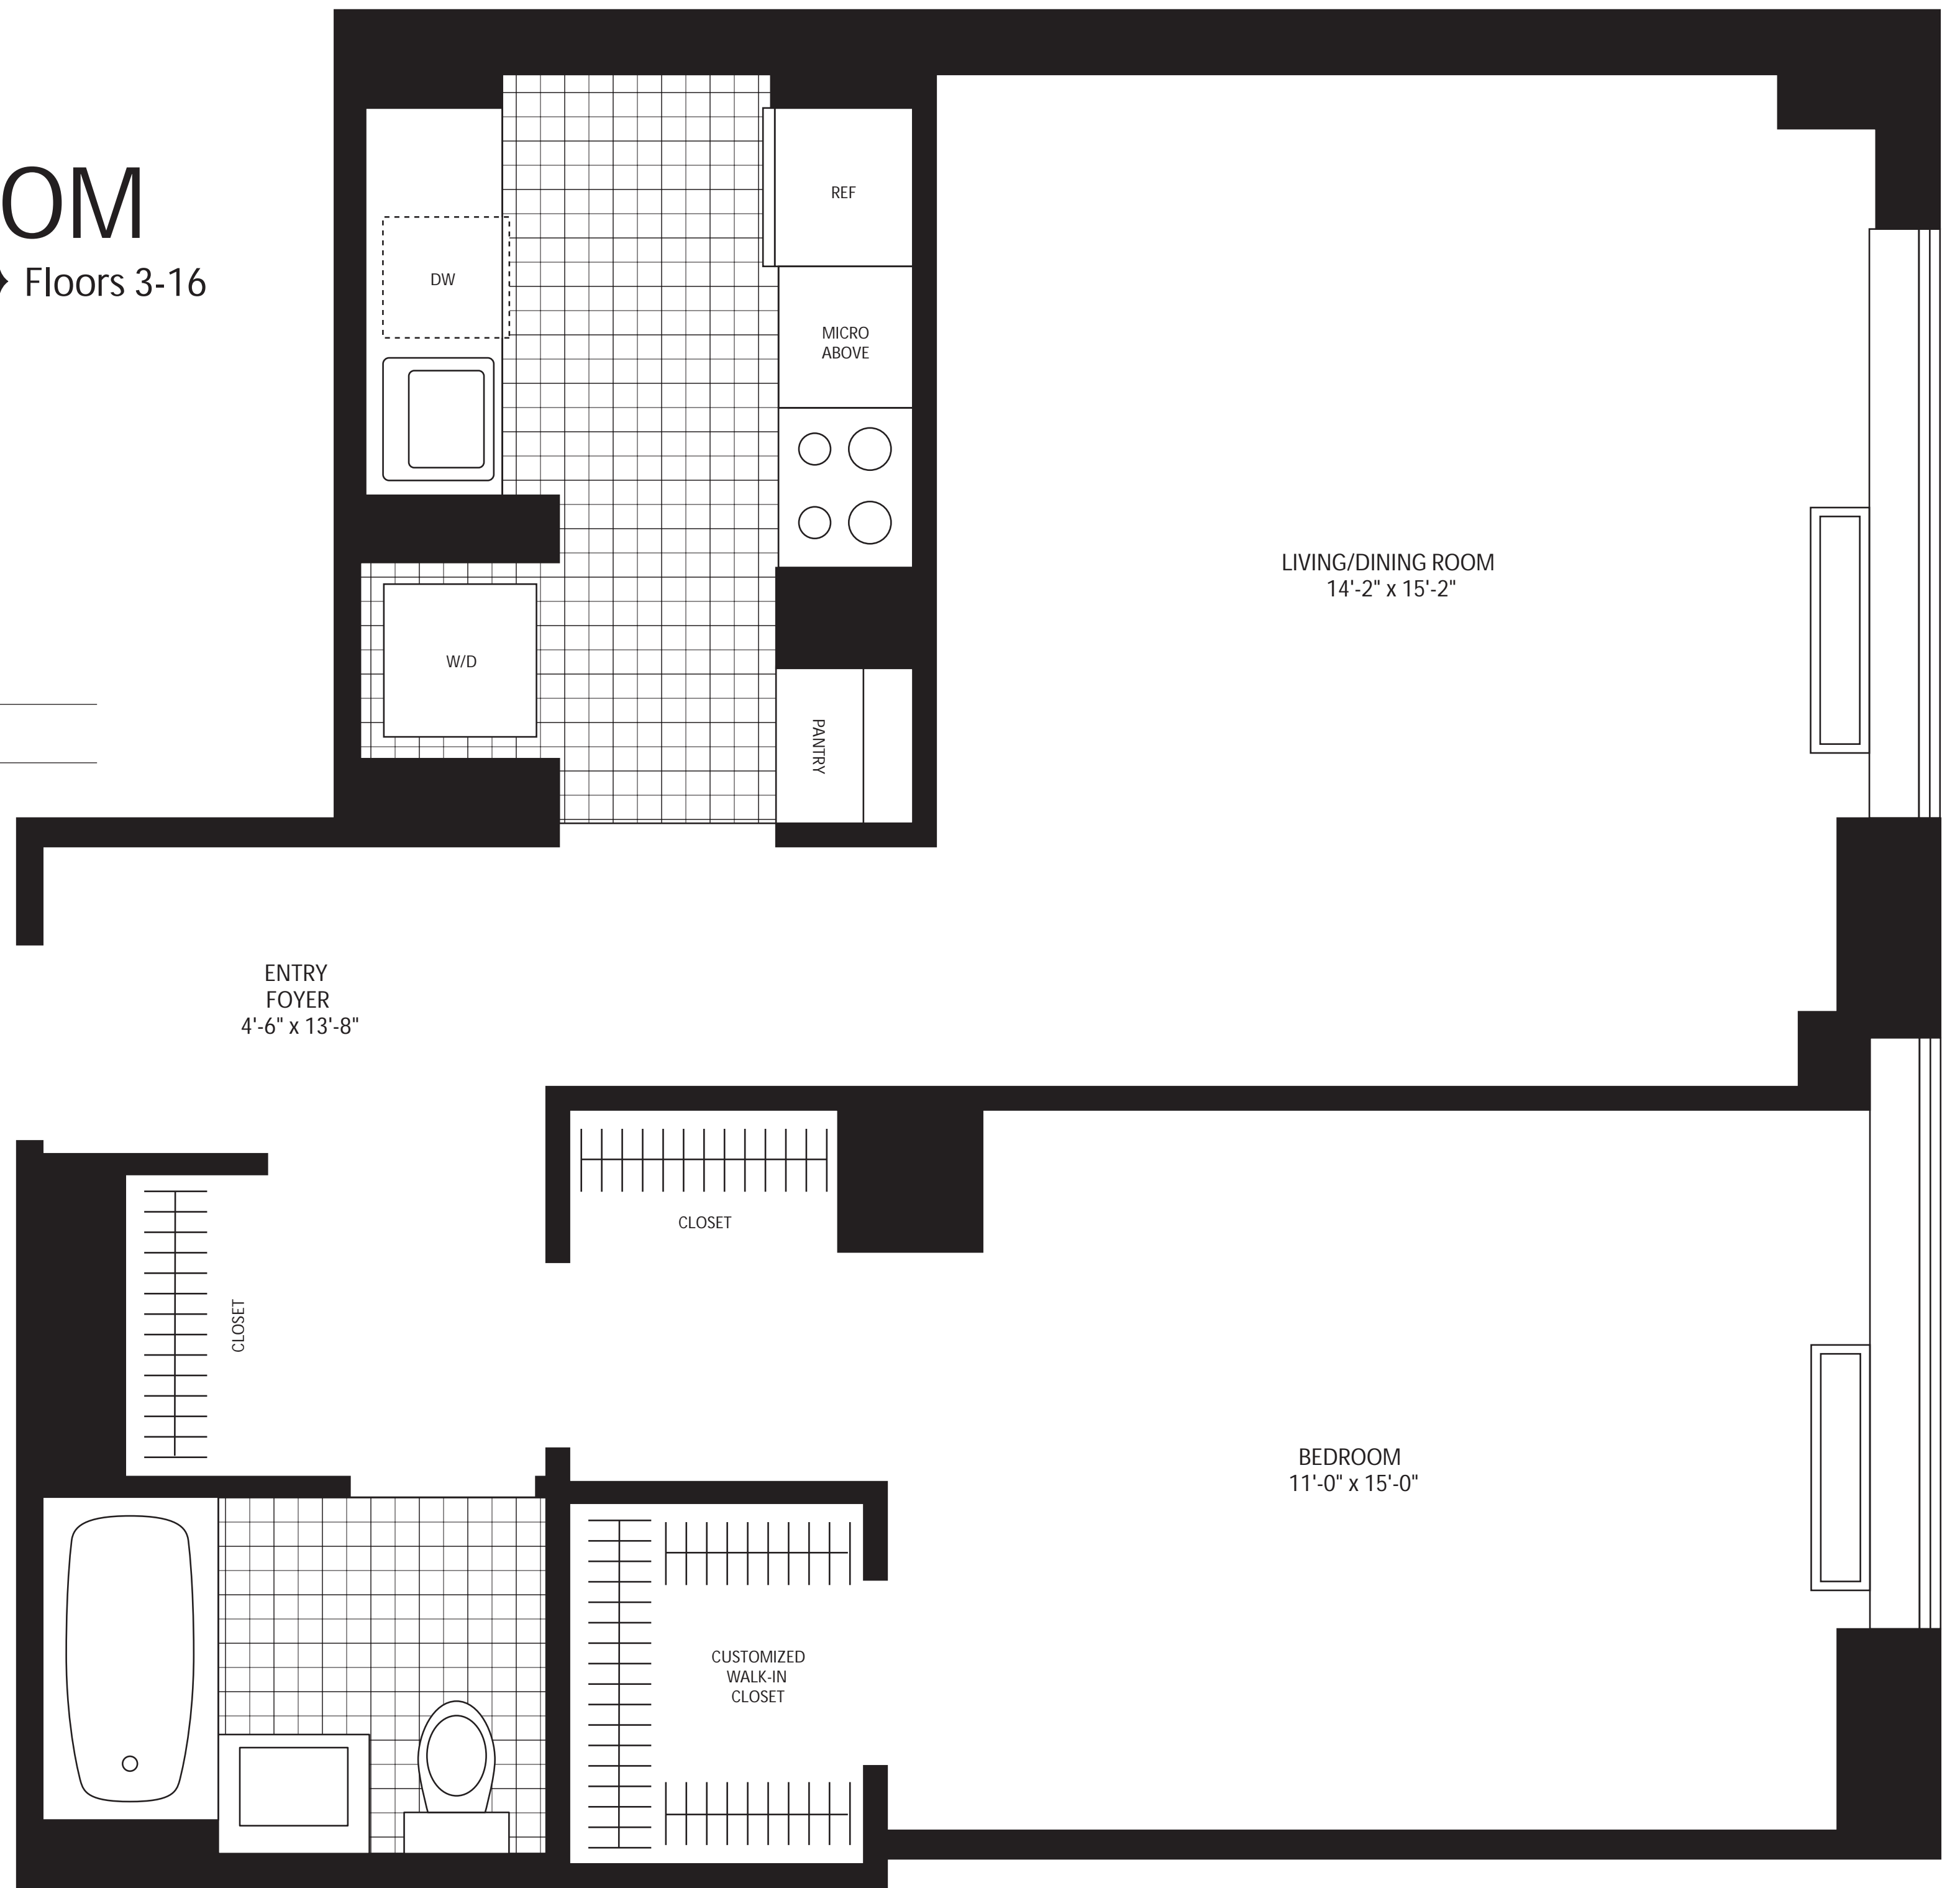 OM
Floors 3-16
REF
DW
MICRO
ABOVE
W/D
PANTRY
LIVING/DINING ROOM
14'-2" x 15'-2"
ENTRY
FOYER
4'-6" x 13'-8"
CLOSET
CLOSET
BEDROOM
11'-0" x 15'-0"
CUSTOMIZED
WALK-IN
CLOSET